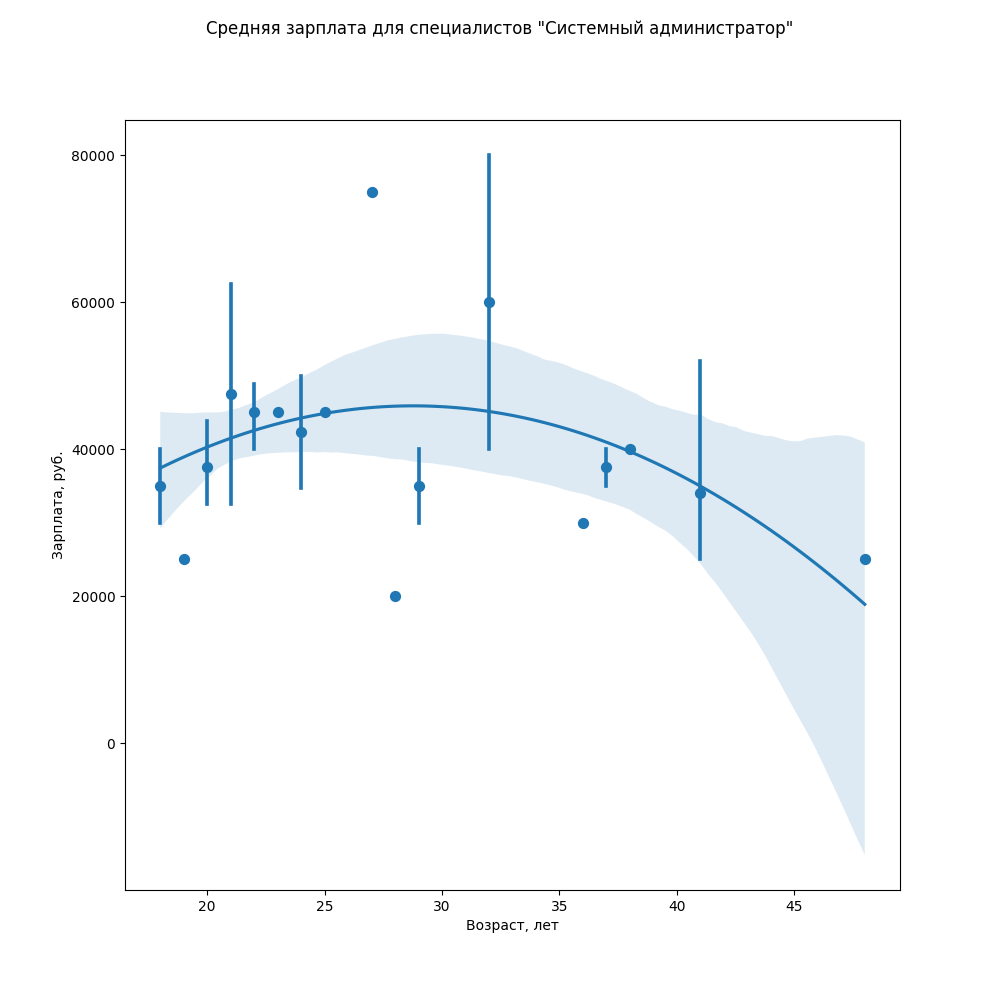 Средняя зарплата для специалистов "Системный администратор"
80000
60000
40000
20000
0
Зарплата, руб.
20 25 30 35 40 45
Возраст, лет